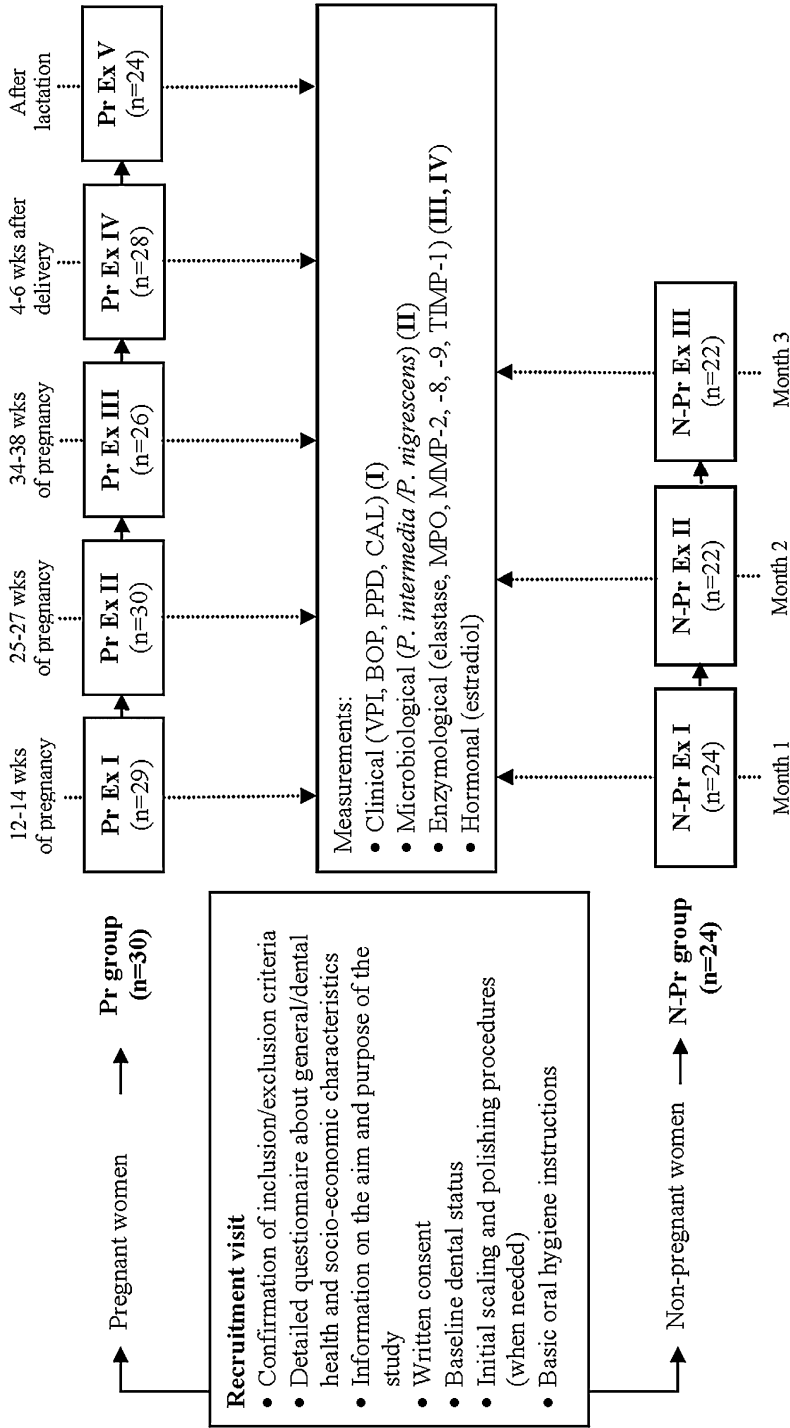 Recruitment visit
• Confirmation of inclusion/exclusion criteria
• Detailed questionnaire about general/dental
health and socio-economic characteristics
• Information on the aim and purpose of the
study
• Written consent
• Baseline dental status
• Initial scaling and polishing procedures
(when needed)
• Basic oral hygiene instructions
Pregnant women
Pr group
(n=30)
12-14 wks
of pregnancy
Pr Ex I
(n=29)
25-27 wks
of pregnancy
Pr Ex II
(n=30)
34-38 wks
of pregnancy
Pr Ex III
(n=26)
4-6 wks after
delivery
Pr Ex IV
(n=28)
After
lactation
Pr Ex V
(n=24)
Measurements:
• Clinical (VPI, BOP, PPD, CAL) (I)
• Microbiological (P. intermedia /P. nigrescens) (II)
• Enzymological (elastase, MPO, MMP-2, -8, -9, TIMP-1) (III, IV)
• Hormonal (estradiol)
Non-pregnant women
N-Pr group
(n=24)
N-Pr Ex I
(n=24)
Month 1
N-Pr Ex II
(n=22)
Month 2
N-Pr Ex III
(n=22)
Month 3